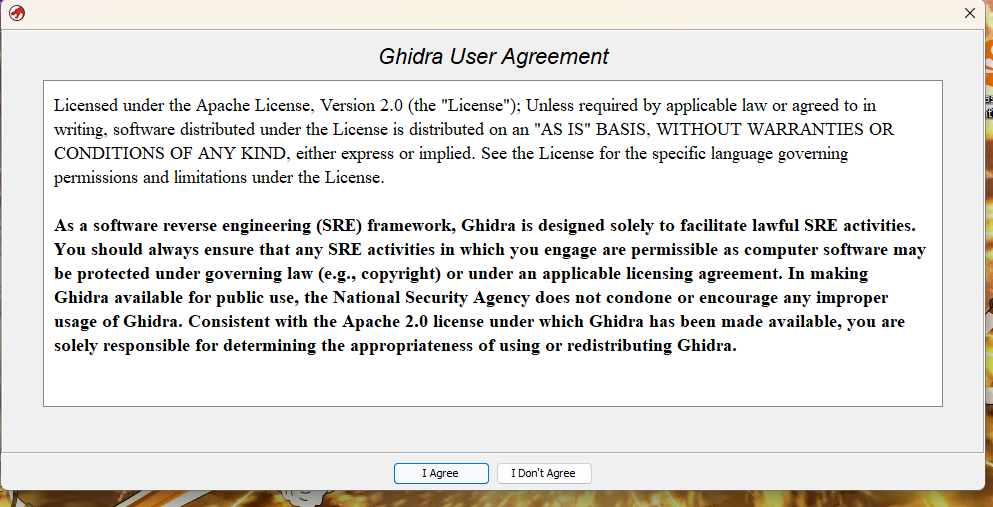 Ghidra User Agreement
Licensed under the Apache License, Version 2.0 (the "License"); Unless required by applicable law or agreed to in
writing, software distributed under the License is distributed on an "AS IS" BASIS, WITHOUT WARRANTIES OR
CONDITIONS OF ANY KIND, either express or implied. See the License for the specific language governing
permissions and limitations under the License.
As a software reverse engineering (SRE) framework, Ghidra is designed solely to facilitate lawful SRE activities.
You should always ensure that any SRE activities in which you engage are permissible as computer software may
be protected under governing law (e.g., copyright) or under an applicable licensing agreement. In making
Ghidra available for public use, the National Security Agency does not condone or encourage any improper
usage of Ghidra. Consistent with the Apache 2.0 license under which Ghidra has been made available, you are
solely responsible for determining the appropriateness of using or redistributing Ghidra.
I Agree
I Don't Agree